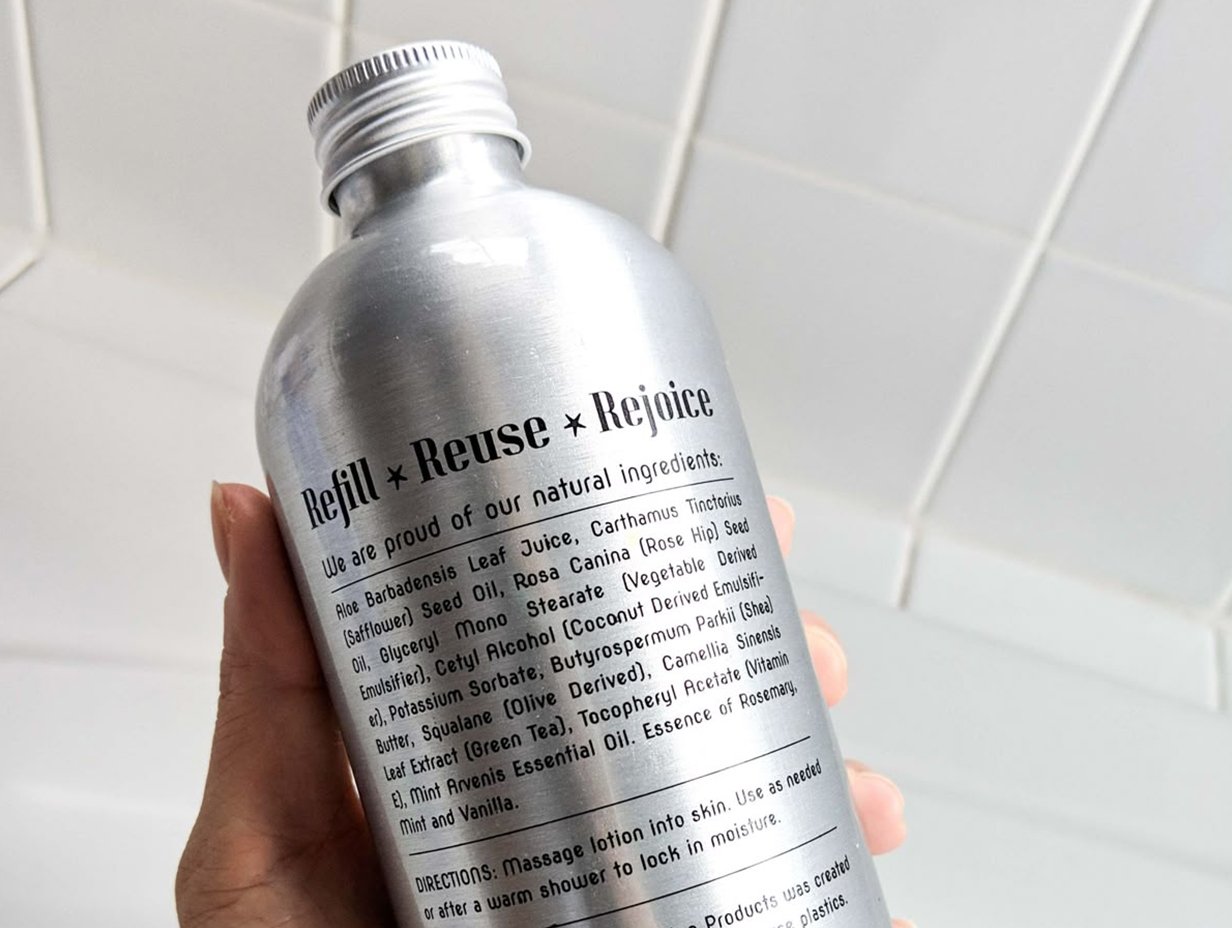 Refill ★ Reuse ★ Rejoice
We are proud of our natural ingredients:
Aloe Barbadensis Leaf Juice, Carthamus Tinctorius
(Safflower) Seed Oil, Rosa Canina (Rose Hip) Seed
Oil, Glyceryl Mono Stearate (Vegetable Derived
Emulsifier), Cetyl Alcohol (Coconut Derived Emulsifi-
er), Potassium Sorbate, Butyrospermum Parkii (Shea)
Butter, Squalane (Olive Derived), Camellia Sinensis
Leaf Extract (Green Tea), Tocopheryl Acetate (Vitamin
E), Mint Arvenis Essential Oil. Essence of Rosemary,
Mint and Vanilla.
DIRECTIONS: Massage lotion into skin. Use as needed
or after a warm shower to lock in moisture.
Products was created
plastics.